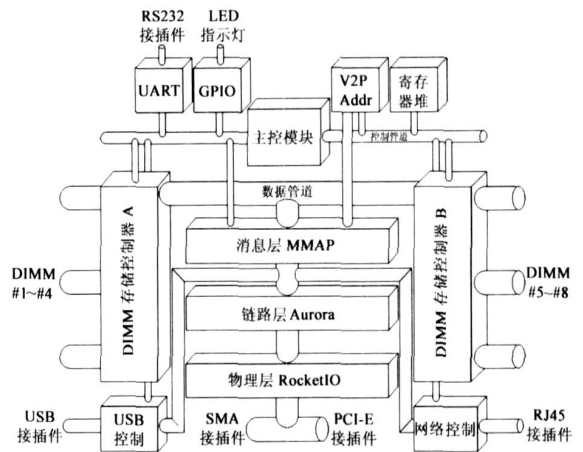 RS232
接插件
LED
指示灯
UART
GPIO
V2P
Addr
寄存
器堆
主控模块
控制管道
数据管道
DIMM 存储控制器 A
消息层 MMAP
DIMM 存储控制器 B
DIMM
#1~#4
链路层 Aurora
DIMM
#5~#8
物理层 RocketIO
USB
接插件
USB
控制
SMA
接插件
PCI-E
接插件
网络控制
RJ45
接插件